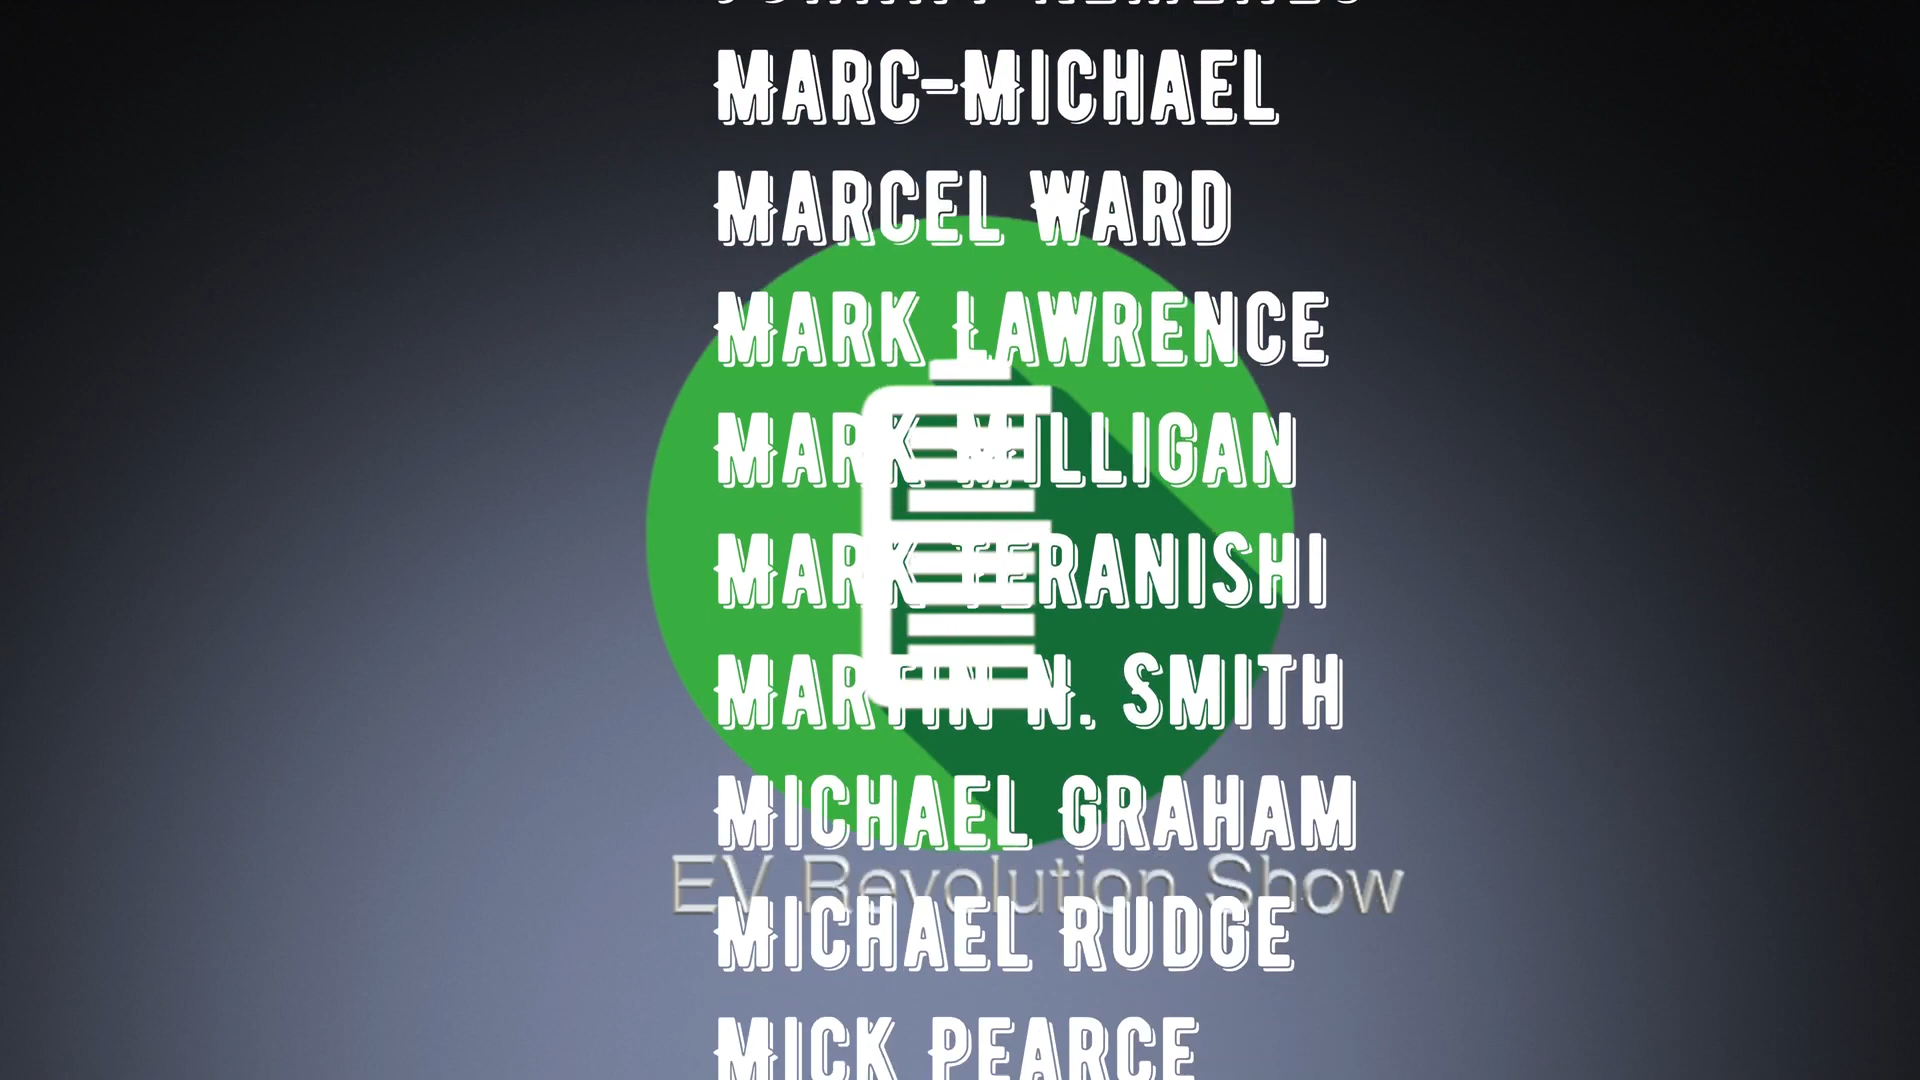 MARC-MICHAEL
MARCEL WARD
MARK LAWRENCE
MARK MILLIGAN
MARK TERANISHI
MARTIN N. SMITH
MICHAEL GRAHAM
EV Revolution Show
MICHAEL RUDGE
MICK PEARCE